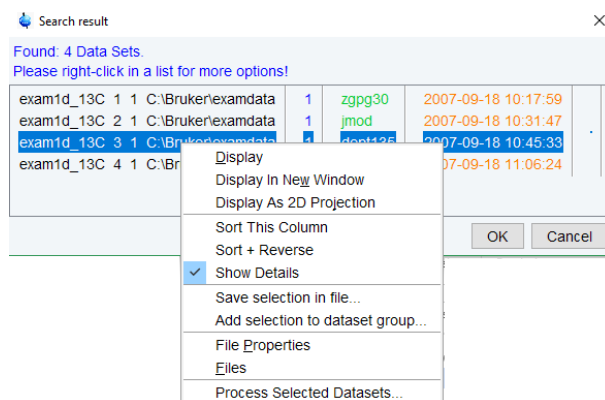 Search result
Found: 4 Data Sets.
Please right-click in a list for more options!
exam1d_13C 1 1 C:\Bruker\examdata 1 zgpg30 2007-09-18 10:17:59
exam1d_13C 2 1 C:\Bruker\examdata 1 jmod 2007-09-18 10:31:47
exam1d_13C 3 1 C:\Bruker\examdata 1 dept135 2007-09-18 10:45:33
exam1d_13C 4 1 C:\Br 07-09-18 11:06:24
Display
Display In New Window
Display As 2D Projection
Sort This Column
Sort + Reverse
Show Details
Save selection in file...
Add selection to dataset group...
File Properties
Files
Process Selected Datasets...
OK Cancel